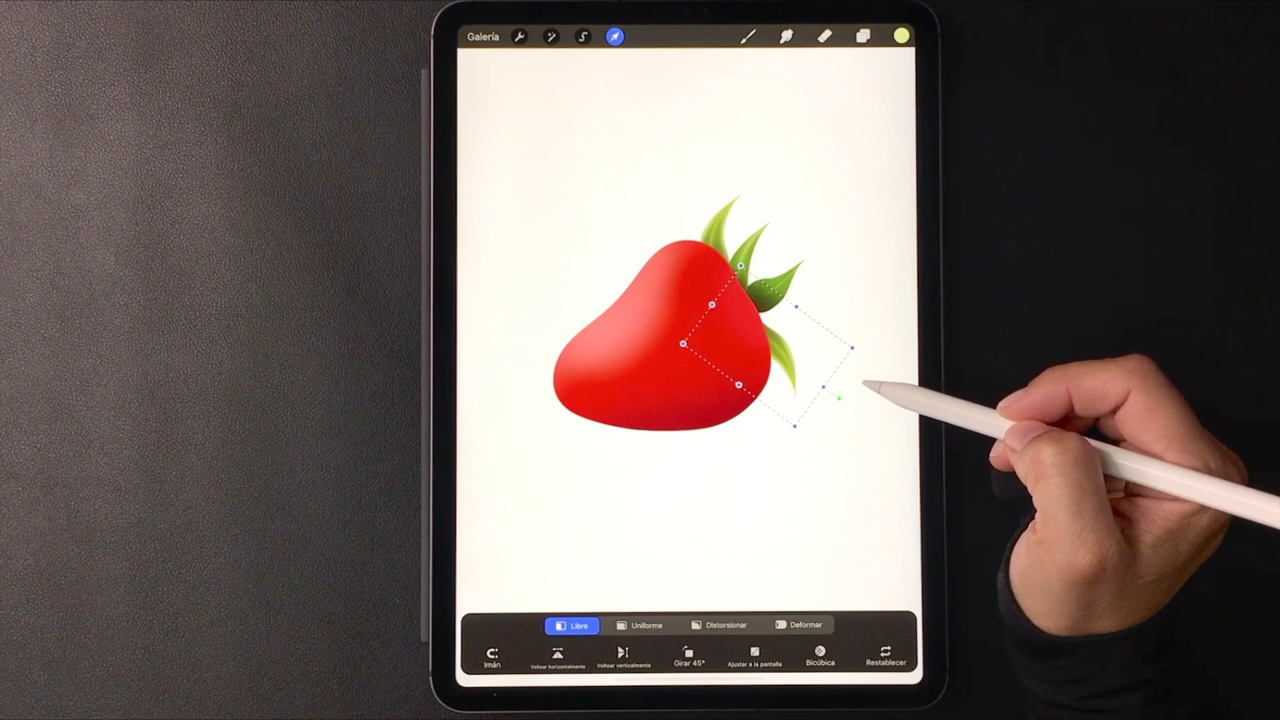 Galería
Libre Uniforme Distorsionar Deformar
Imán Voltear horizontalmente Voltear verticalmente Girar 45° Ajustar a la pantalla Bicúbica Restablecer